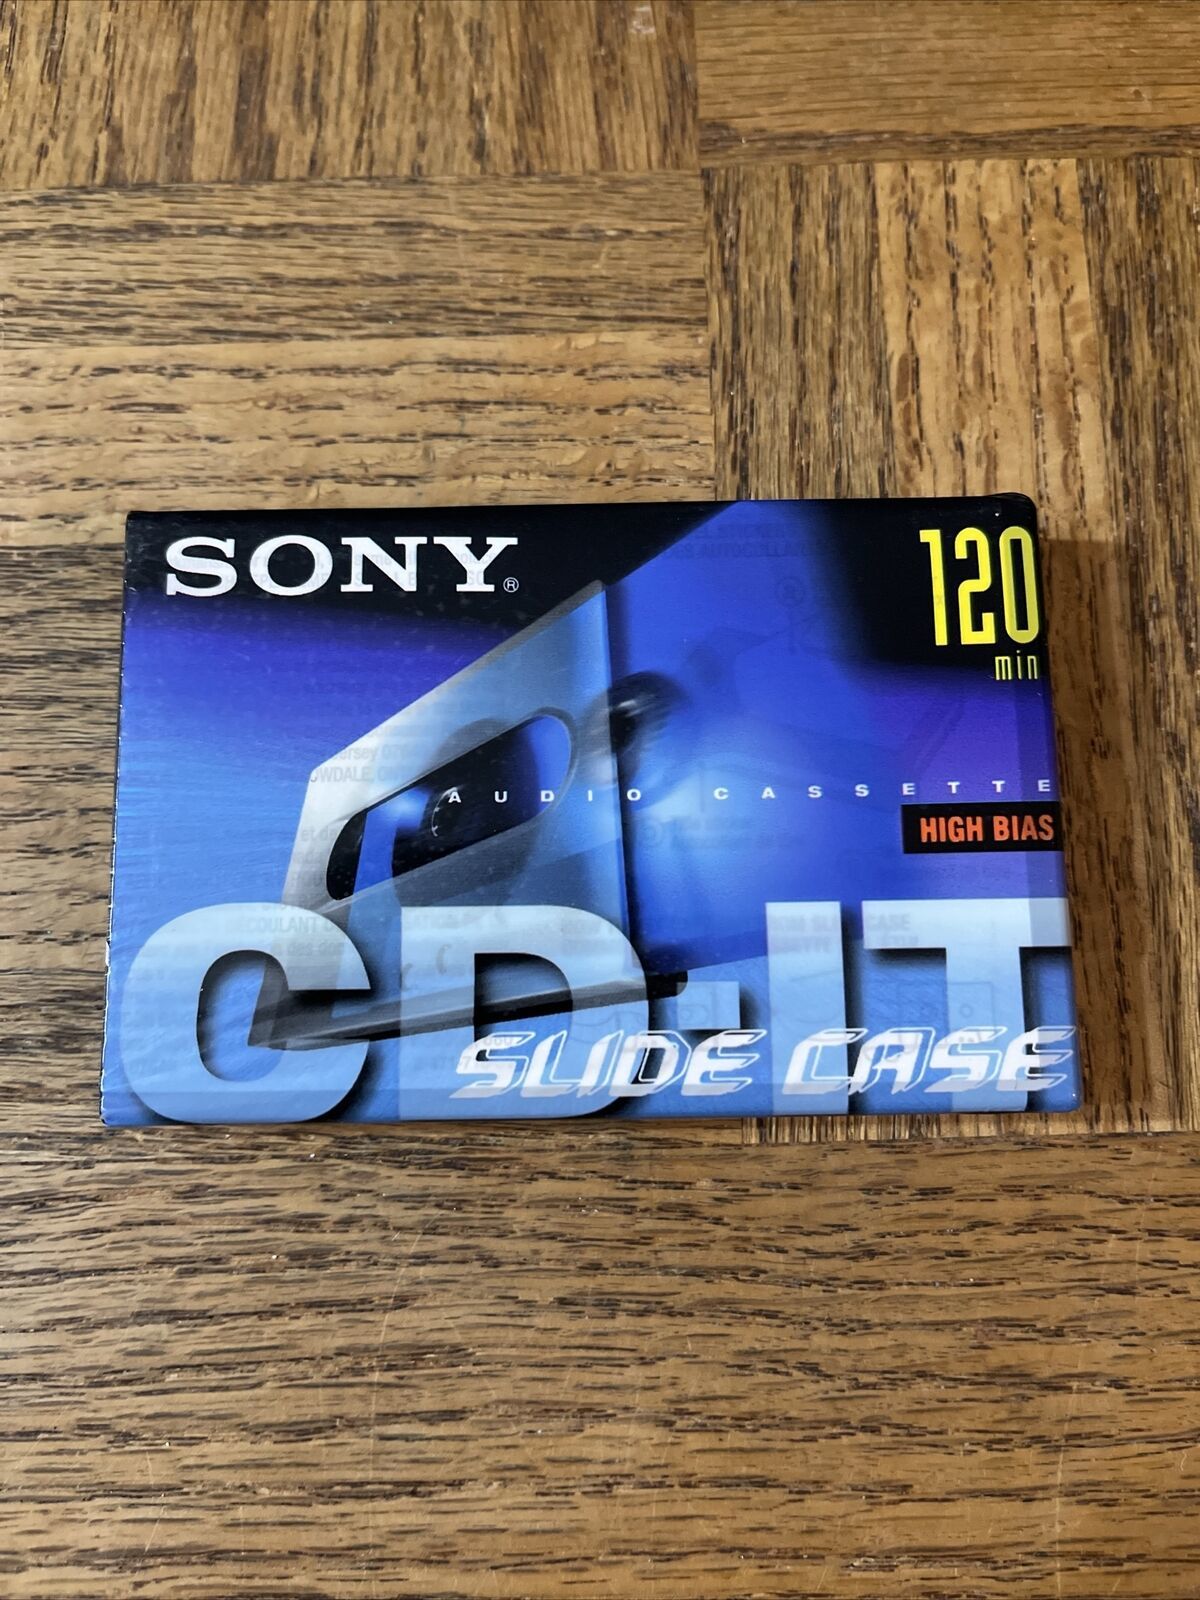 SONY®
120
min
AUDIO CASSETTE
HIGH BIAS
CD-IT
SLIDE CASE